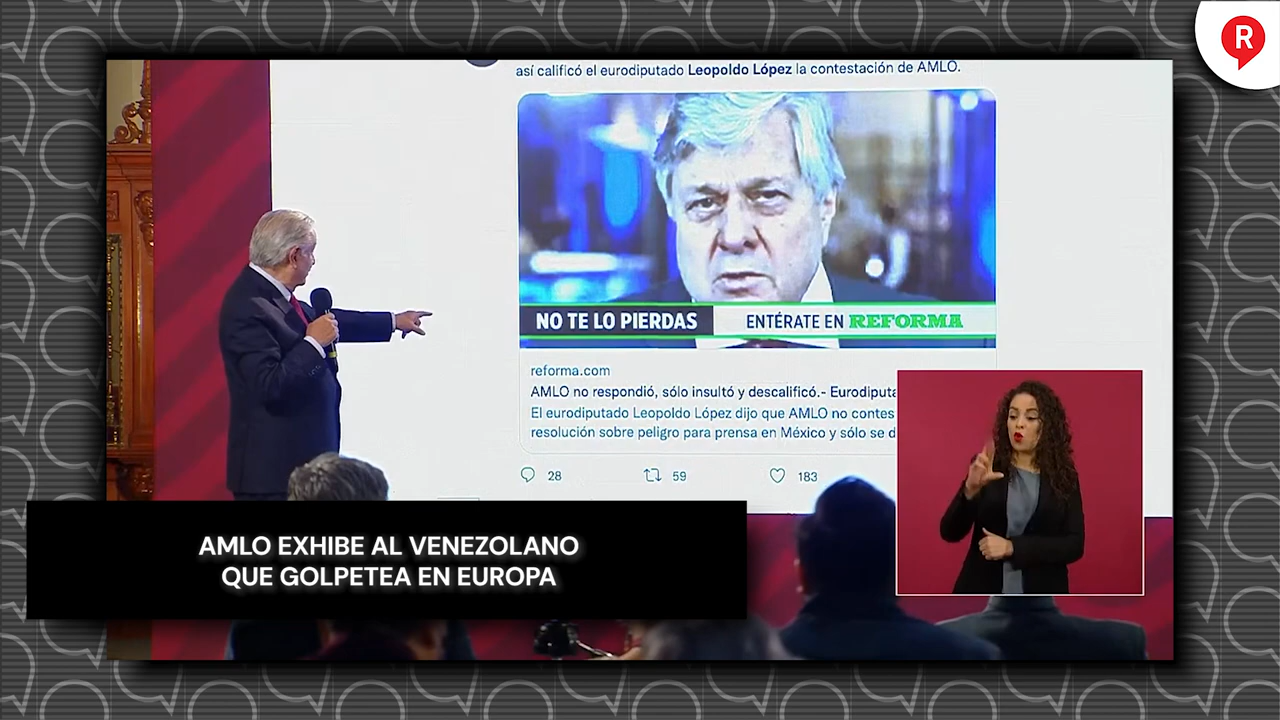 R
así calificó el eurodiputado Leopoldo López la contestación de AMLO.
NO TE LO PIERDAS
ENTÉRATE EN REFORMA
reforma.com
AMLO no respondió, sólo insultó y descalificó.- Eurodiputa
El eurodiputado Leopoldo López dijo que AMLO no contes
resolución sobre peligro para prensa en México y sólo se d
28 59 183
AMLO EXHIBE AL VENEZOLANO
QUE GOLPETEA EN EUROPA